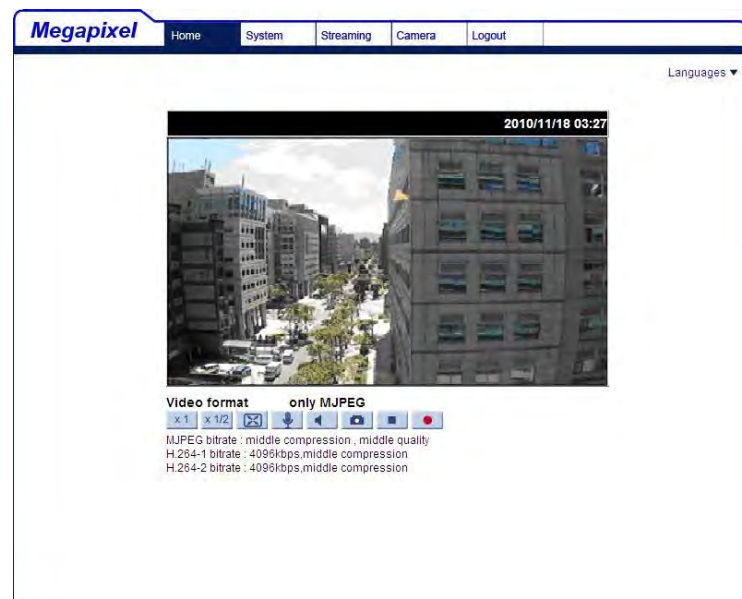 Megapixel
Home System Streaming Camera Logout
Languages ▼
2010/11/18 03:27
Video format only MJPEG
x 1 x 1/2
MJPEG bitrate : middle compression , middle quality
H.264-1 bitrate : 4096kbps,middle compression
H.264-2 bitrate : 4096kbps,middle compression